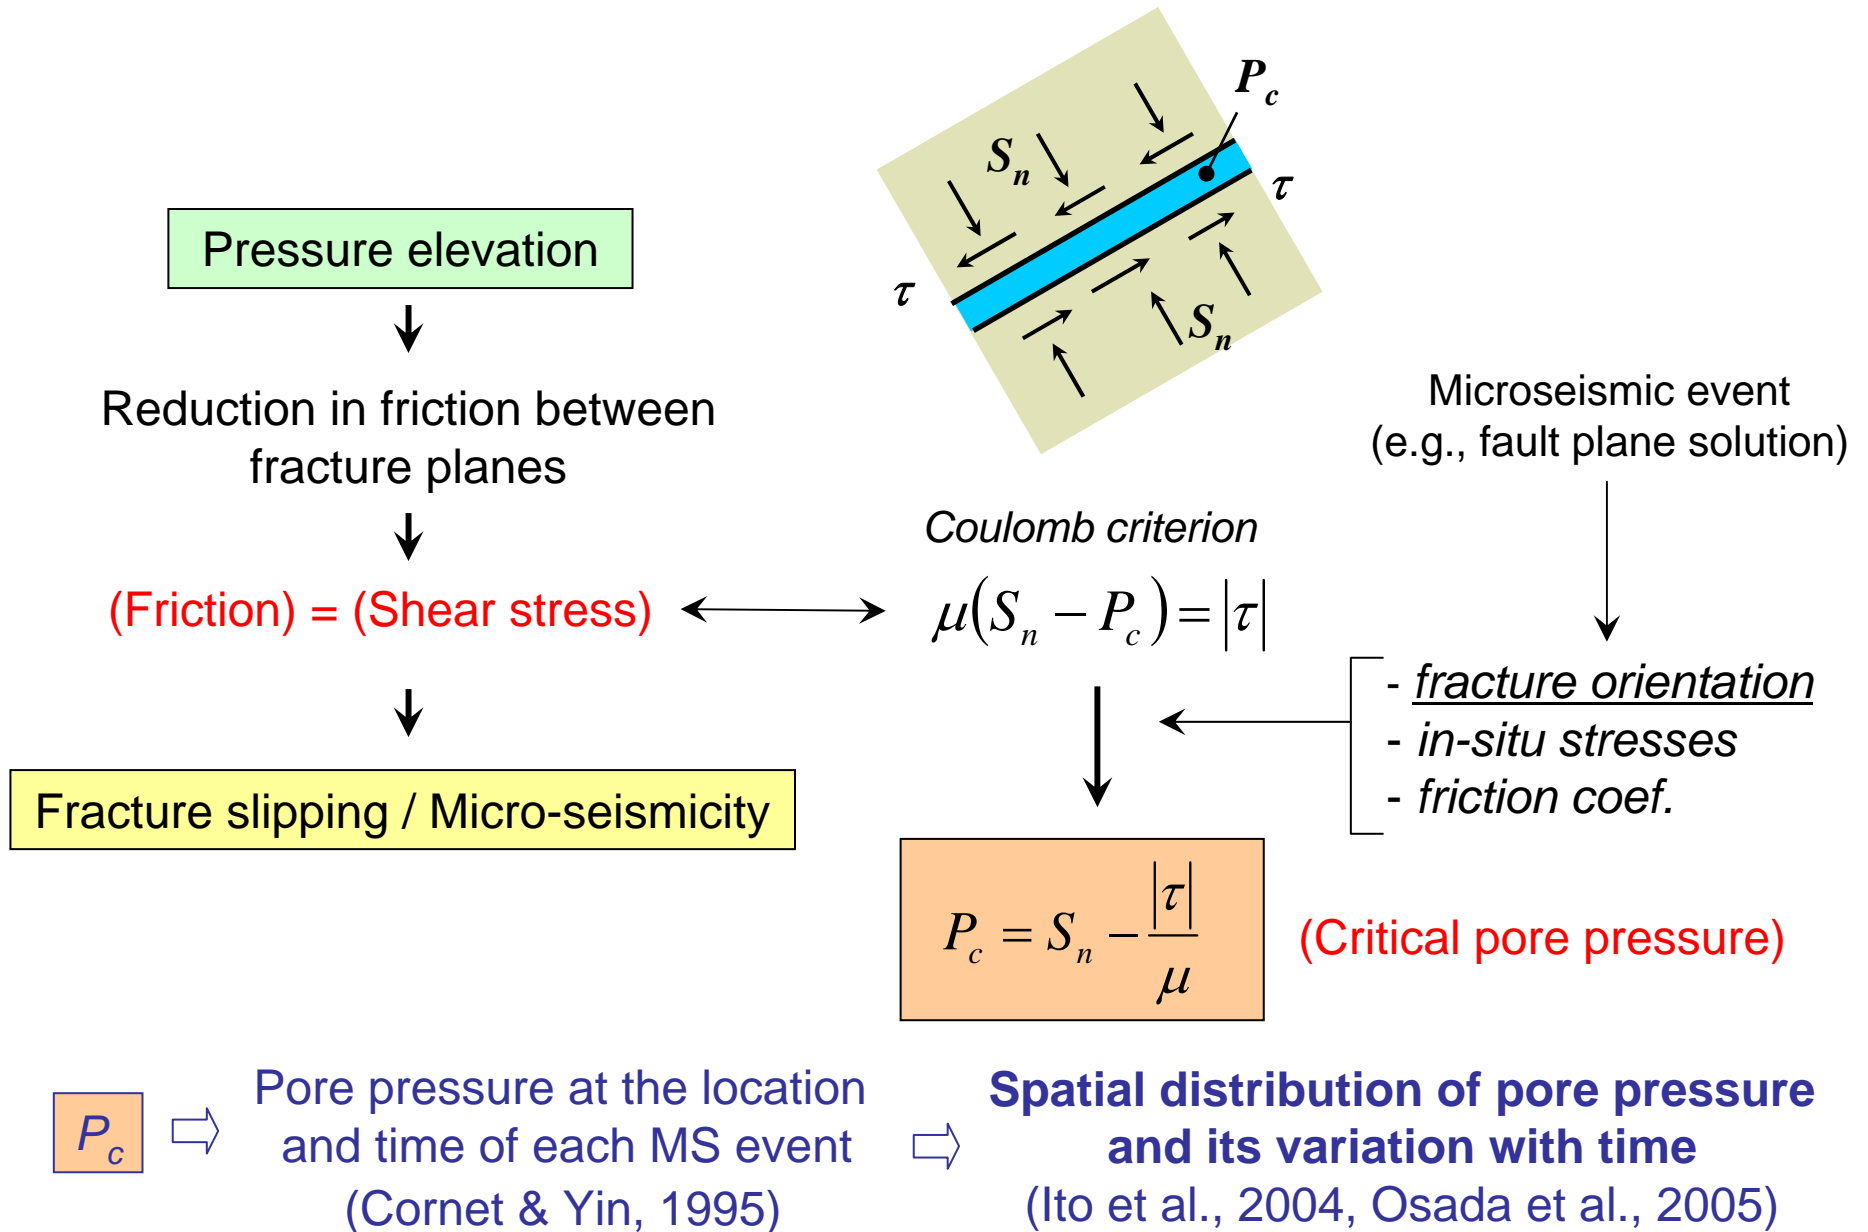 P_c
S_n
τ
τ
S_n
Pressure elevation
Reduction in friction between
fracture planes
(Friction) = (Shear stress)
Fracture slipping / Micro-seismicity
Coulomb criterion
μ(S_n − P_c) = |τ|
Microseismic event
(e.g., fault plane solution)
- fracture orientation
- in-situ stresses
- friction coef.
P_c = S_n − |τ| / μ
(Critical pore pressure)
P_c
Pore pressure at the location
and time of each MS event
(Cornet & Yin, 1995)
Spatial distribution of pore pressure
and its variation with time
(Ito et al., 2004, Osada et al., 2005)